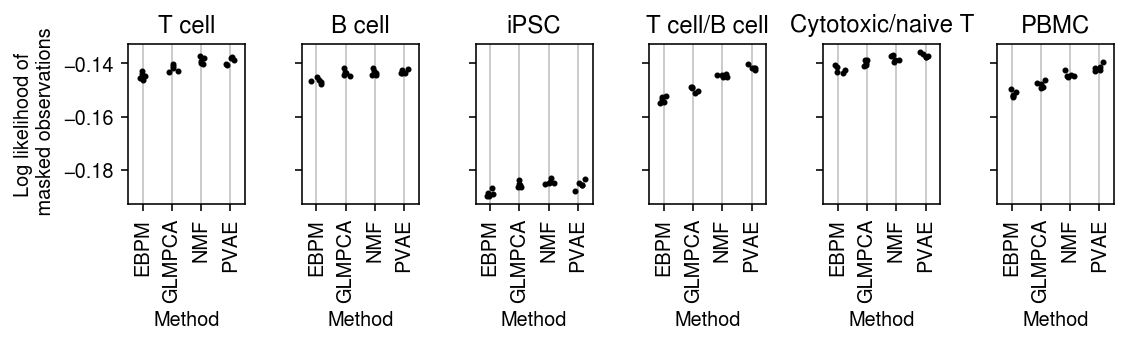 T cell
B cell
iPSC
T cell/B cell
Cytotoxic/naive T
PBMC
Log likelihood of
masked observations
−0.14
−0.16
−0.18
EBPM
GLMPCA
NMF
PVAE
EBPM
GLMPCA
NMF
PVAE
EBPM
GLMPCA
NMF
PVAE
EBPM
GLMPCA
NMF
PVAE
EBPM
GLMPCA
NMF
PVAE
EBPM
GLMPCA
NMF
PVAE
Method
Method
Method
Method
Method
Method